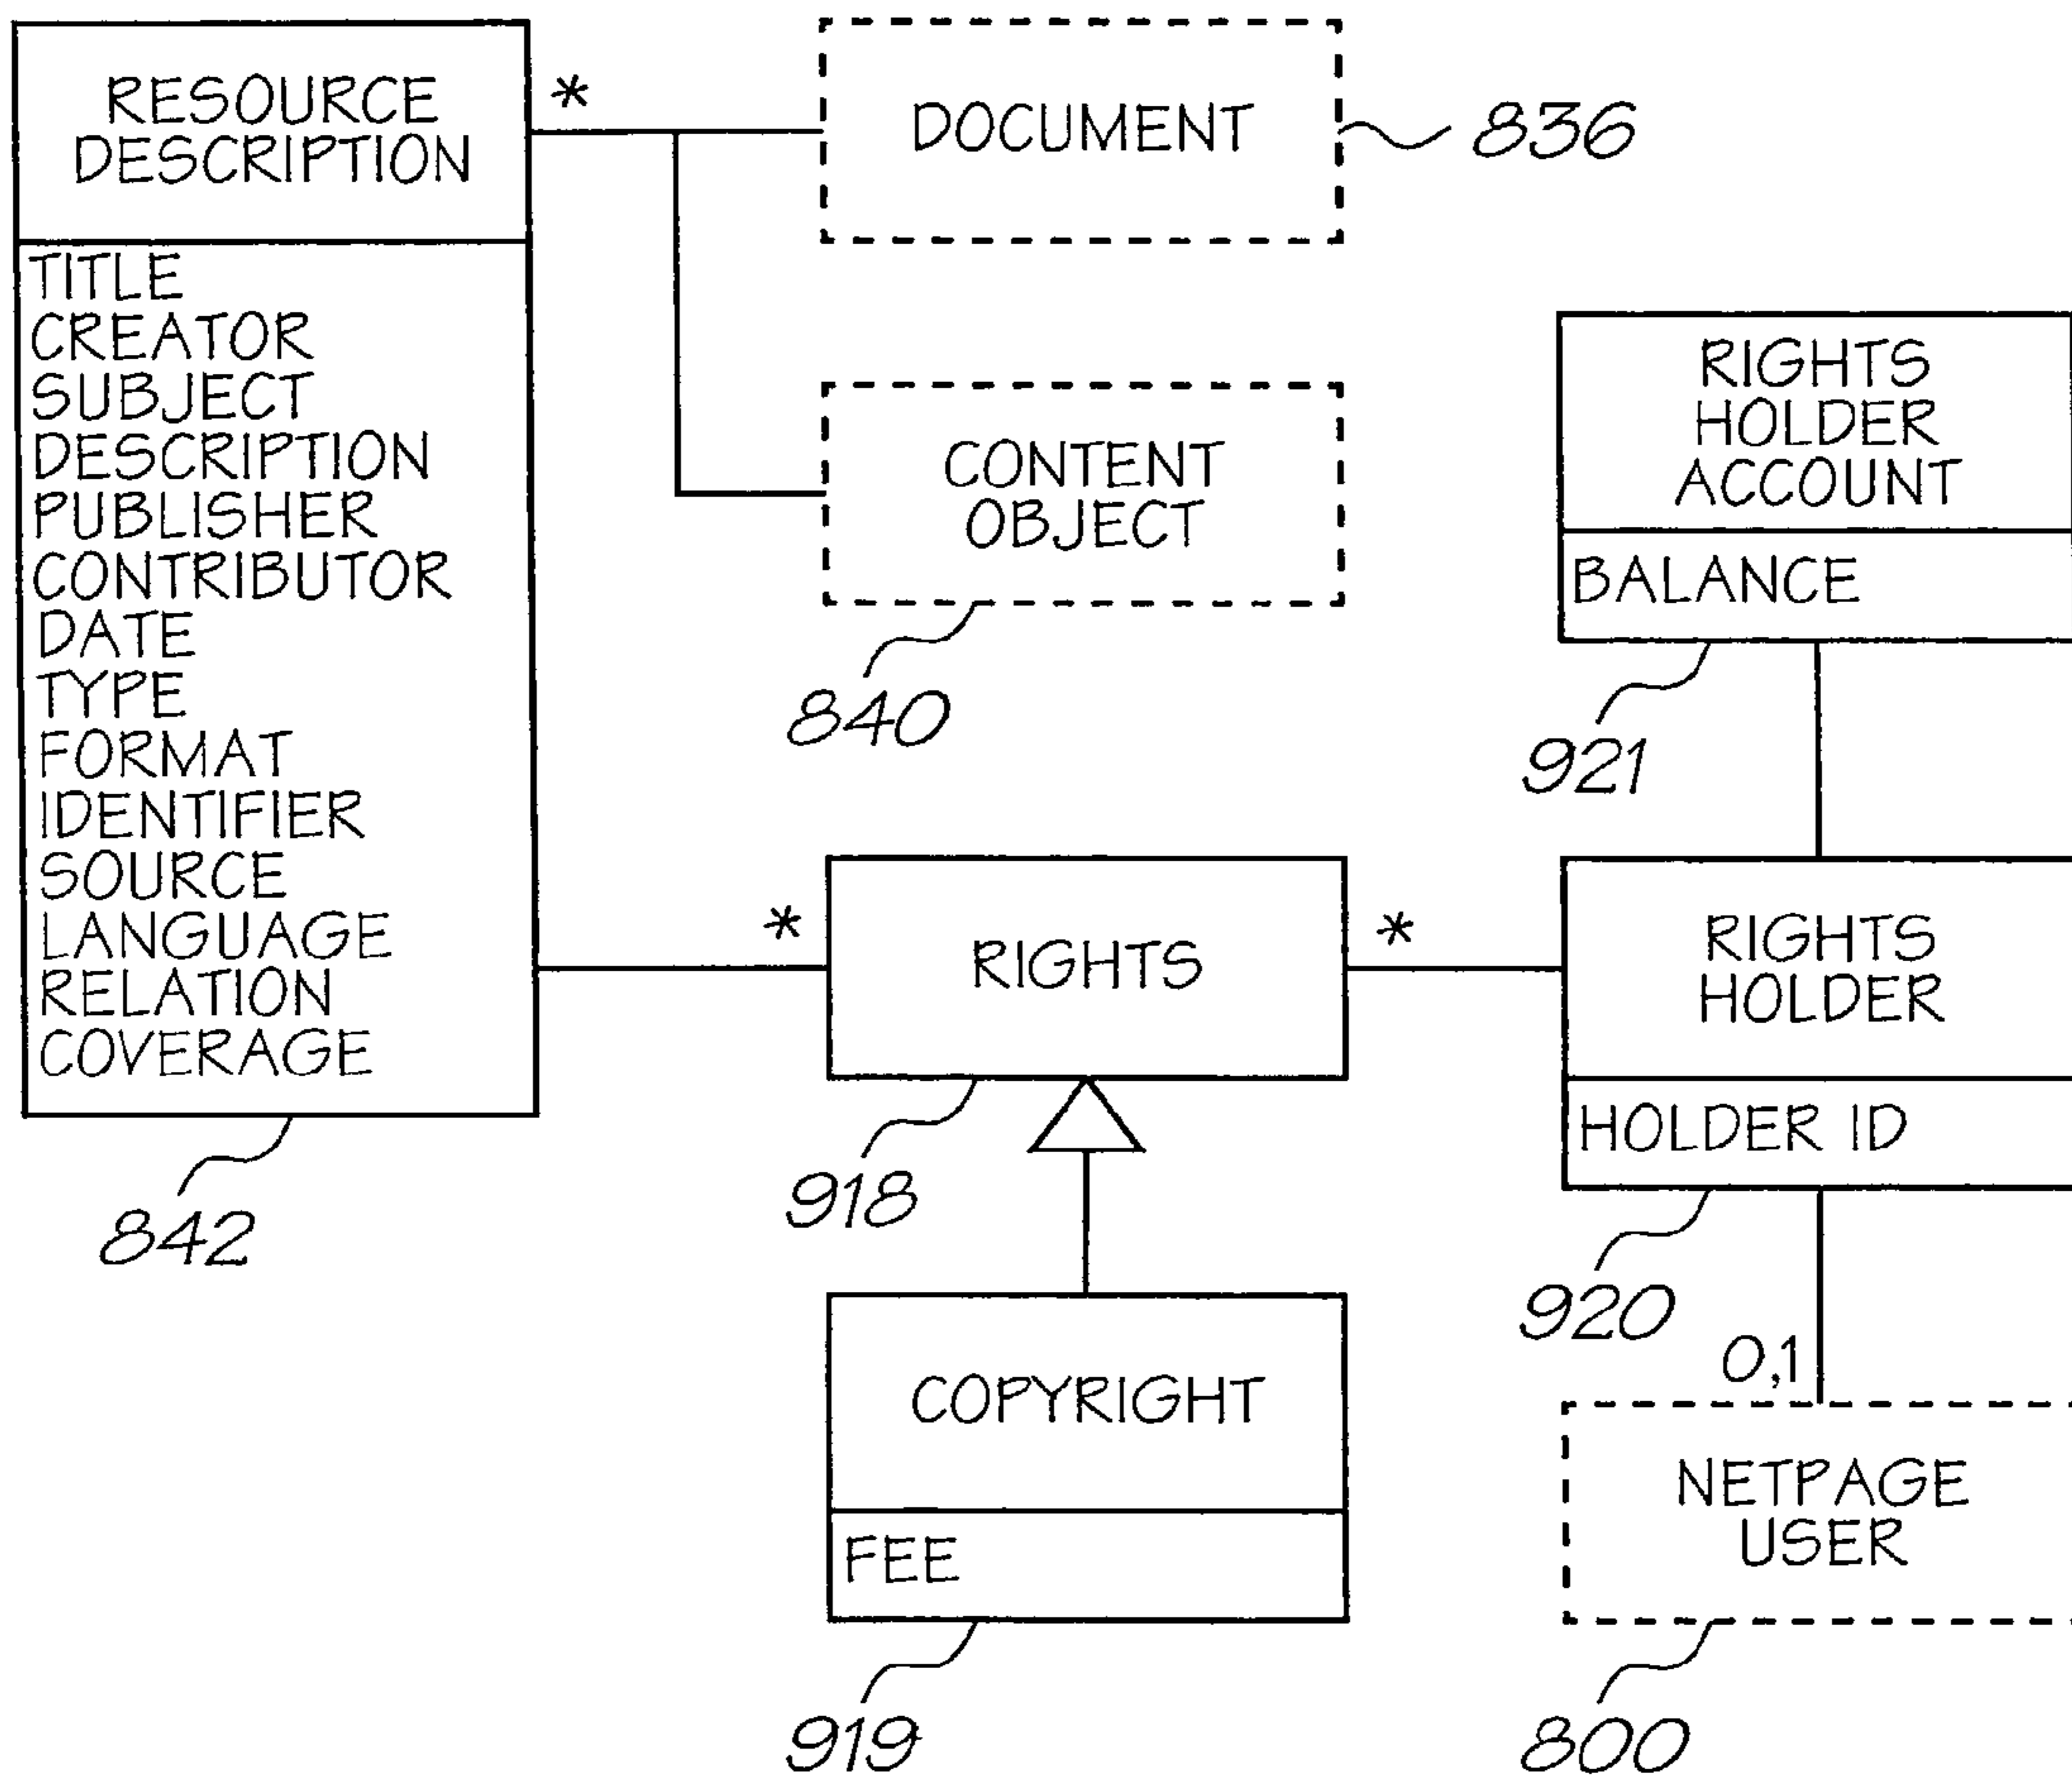 RESOURCE
DESCRIPTION
*
TITLE
CREATOR
SUBJECT
DESCRIPTION
PUBLISHER
CONTRIBUTOR
DATE
TYPE
FORMAT
IDENTIFIER
SOURCE
LANGUAGE
RELATION
COVERAGE
842
DOCUMENT
836
CONTENT
OBJECT
840
*
RIGHTS
*
918
COPYRIGHT
FEE
919
RIGHTS
HOLDER
ACCOUNT
BALANCE
921
RIGHTS
HOLDER
HOLDER ID
920
0,1
NETPAGE
USER
800